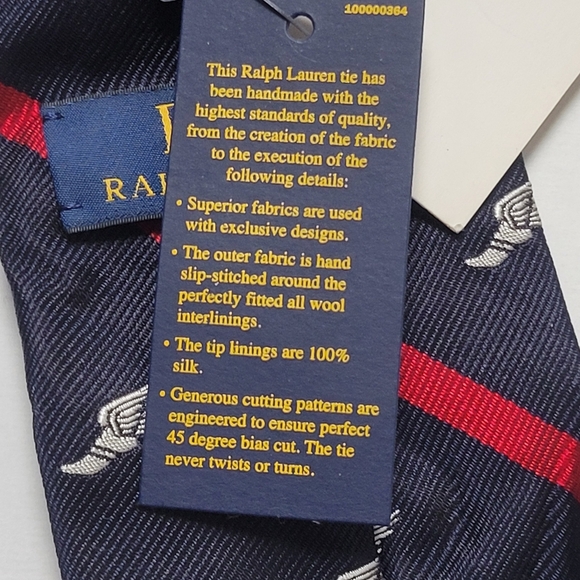 100000364
This Ralph Lauren tie has
been handmade with the
highest standards of quality,
from the creation of the fabric
to the execution of the
following details:
• Superior fabrics are used
with exclusive designs.
• The outer fabric is hand
slip-stitched around the
perfectly fitted all wool
interlinings.
• The tip linings are 100%
silk.
• Generous cutting patterns are
engineered to ensure perfect
45 degree bias cut. The tie
never twists or turns.